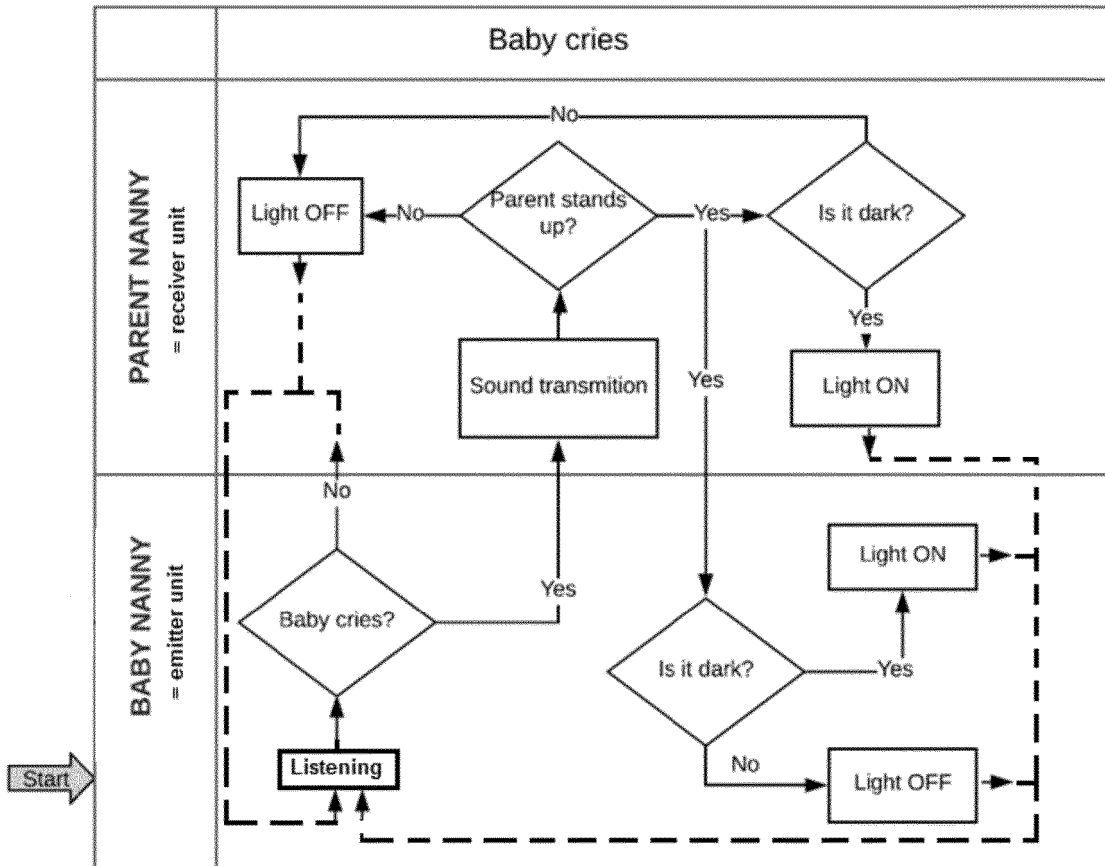 Baby cries
PARENT NANNY
= receiver unit
No
Light OFF
No
Parent stands
up?
Yes
Is it dark?
Yes
Sound transmition
Yes
Light ON
BABY NANNY
= emitter unit
No
Baby cries?
Yes
Light ON
Is it dark?
Yes
Start
Listening
No
Light OFF